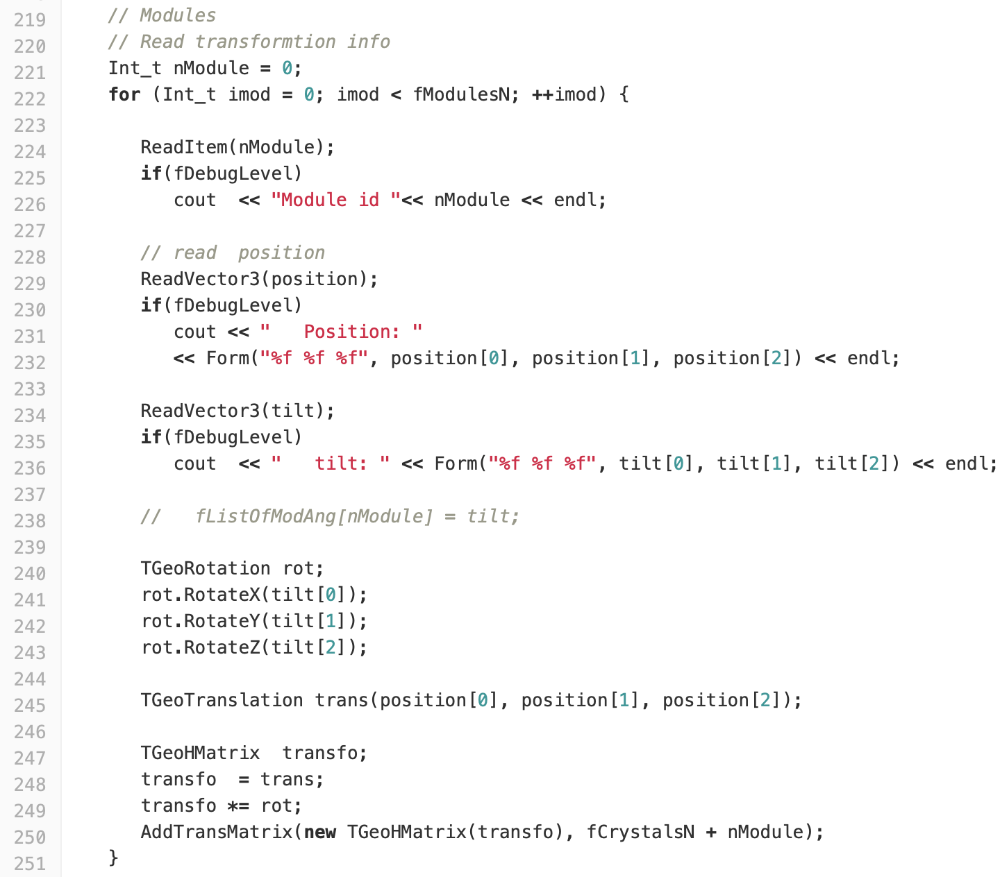 219 // Modules
220 // Read transformtion info
221 Int_t nModule = 0;
222 for (Int_t imod = 0; imod < fModulesN; ++imod) {
223
224 ReadItem(nModule);
225 if(fDebugLevel)
226 cout  << "Module id "<< nModule << endl;
227
228 // read  position
229 ReadVector3(position);
230 if(fDebugLevel)
231 cout << "   Position: "
232 << Form("%f %f %f", position[0], position[1], position[2]) << endl;
233
234 ReadVector3(tilt);
235 if(fDebugLevel)
236 cout  << "   tilt: " << Form("%f %f %f", tilt[0], tilt[1], tilt[2]) << endl;
237
238 //   fListOfModAng[nModule] = tilt;
239
240 TGeoRotation rot;
241 rot.RotateX(tilt[0]);
242 rot.RotateY(tilt[1]);
243 rot.RotateZ(tilt[2]);
244
245 TGeoTranslation trans(position[0], position[1], position[2]);
246
247 TGeoHMatrix  transfo;
248 transfo  = trans;
249 transfo *= rot;
250 AddTransMatrix(new TGeoHMatrix(transfo), fCrystalsN + nModule);
251 }